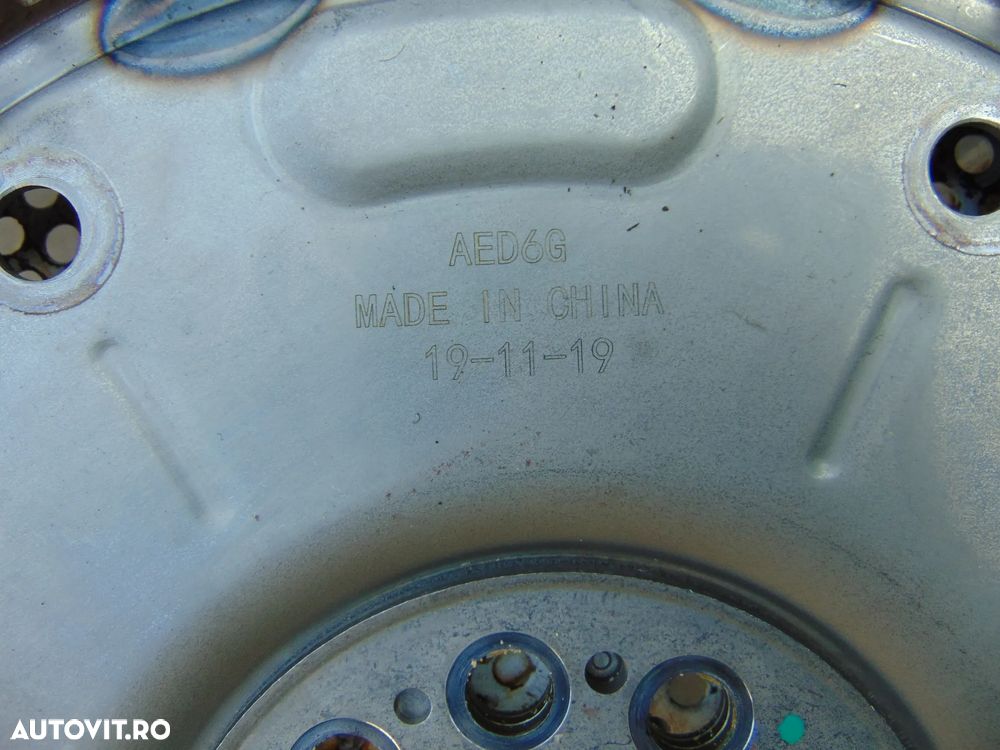 AED6G
MADE IN CHINA
19-11-19
AUTOVIT.RO